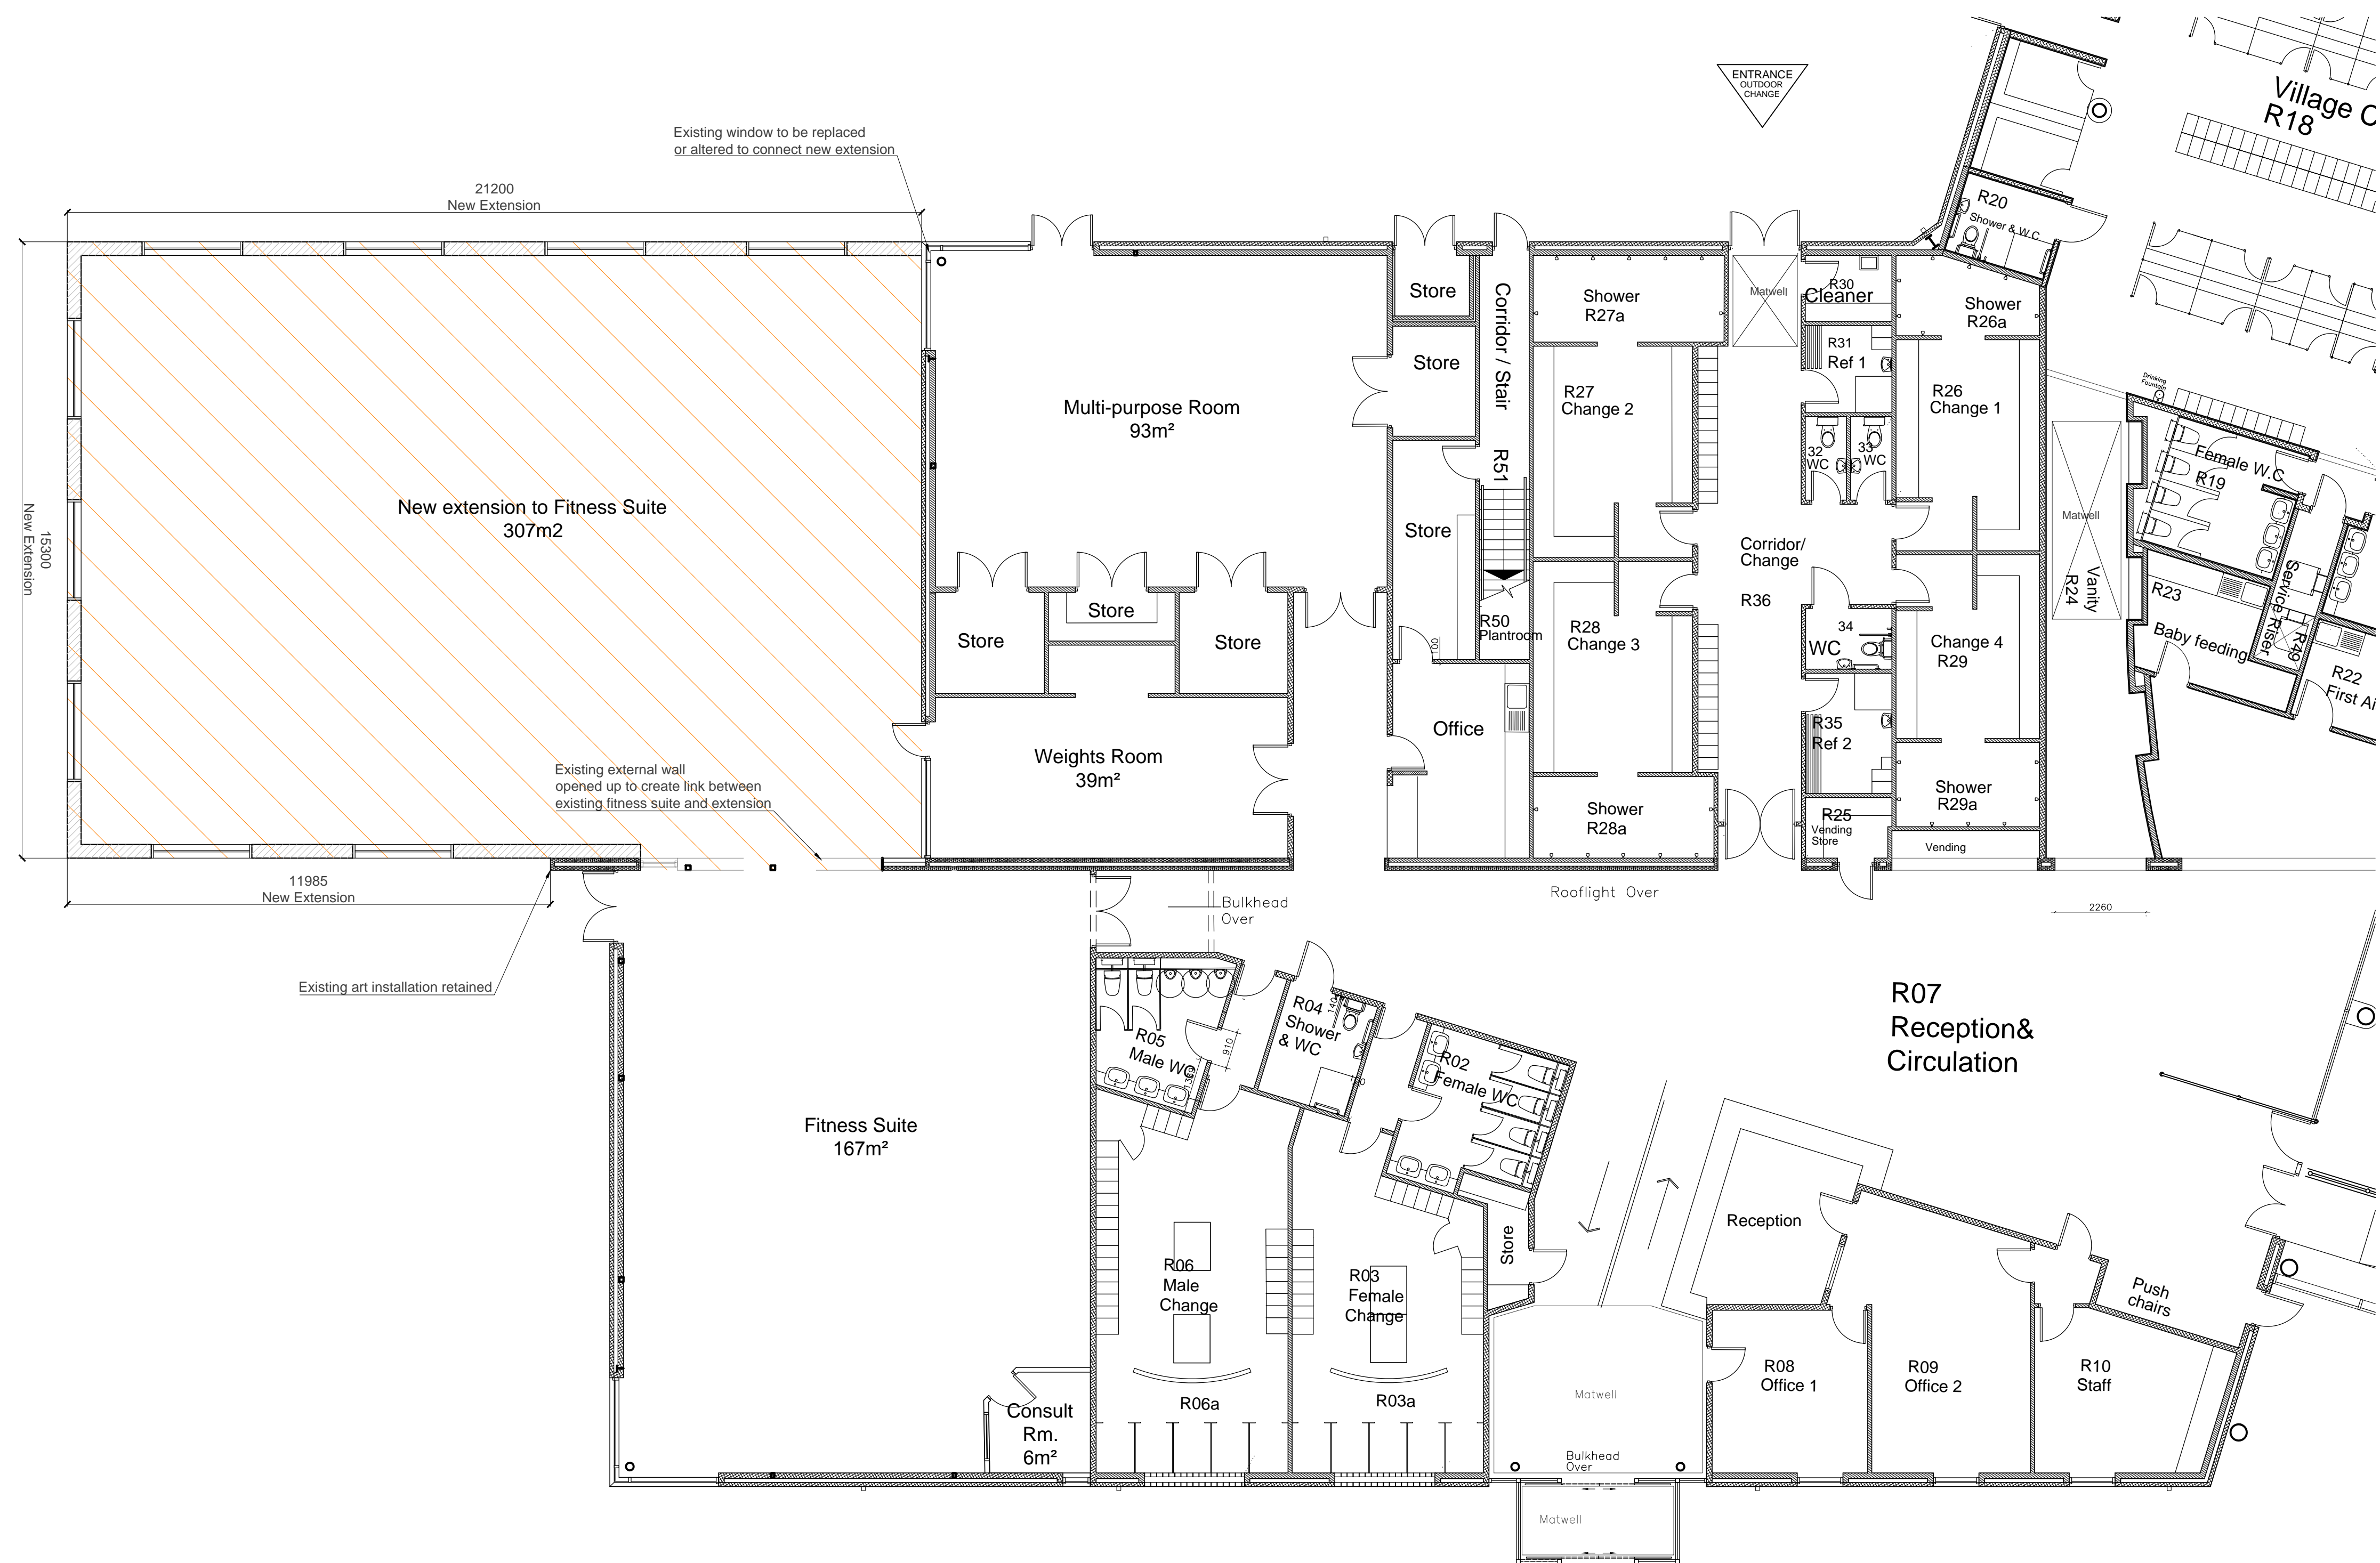 ENTRANCE
OUTDOOR
CHANGE
Village C
R18
Existing window to be replaced
or altered to connect new extension
21200
New Extension
R20
Shower & W.C
Store
Corridor / Stair
R51
Shower
R27a
Matwell
R30
Cleaner
Shower
R26a
R31
Ref 1
Store
Drinking
Fountain
Multi-purpose Room
93m²
R27
Change 2
R26
Change 1
32
WC
33
WC
Female W.C
R19
15300
New Extension
New extension to Fitness Suite
307m2
Store
Corridor/
Change
R36
Matwell
Vanity
R24
Service Riser
R49
R23
Baby feeding
R22
First Ai
Store
Store
Store
R50
Plantroom
100
R28
Change 3
34
WC
Change 4
R29
Office
R35
Ref 2
Weights Room
39m²
Existing external wall
opened up to create link between
existing fitness suite and extension
Shower
R28a
R25
Vending
Store
Shower
R29a
Vending
11985
New Extension
Bulkhead
Over
Rooflight Over
2260
Existing art installation retained
R05
Male WC
910
R04
Shower
& WC
140
R02
Female WC
R07
Reception&
Circulation
Fitness Suite
167m²
Store
Reception
R06
Male
Change
R03
Female
Change
Push
chairs
R08
Office 1
R09
Office 2
R10
Staff
Consult
Rm.
6m²
R06a
R03a
Matwell
Bulkhead
Over
Matwell